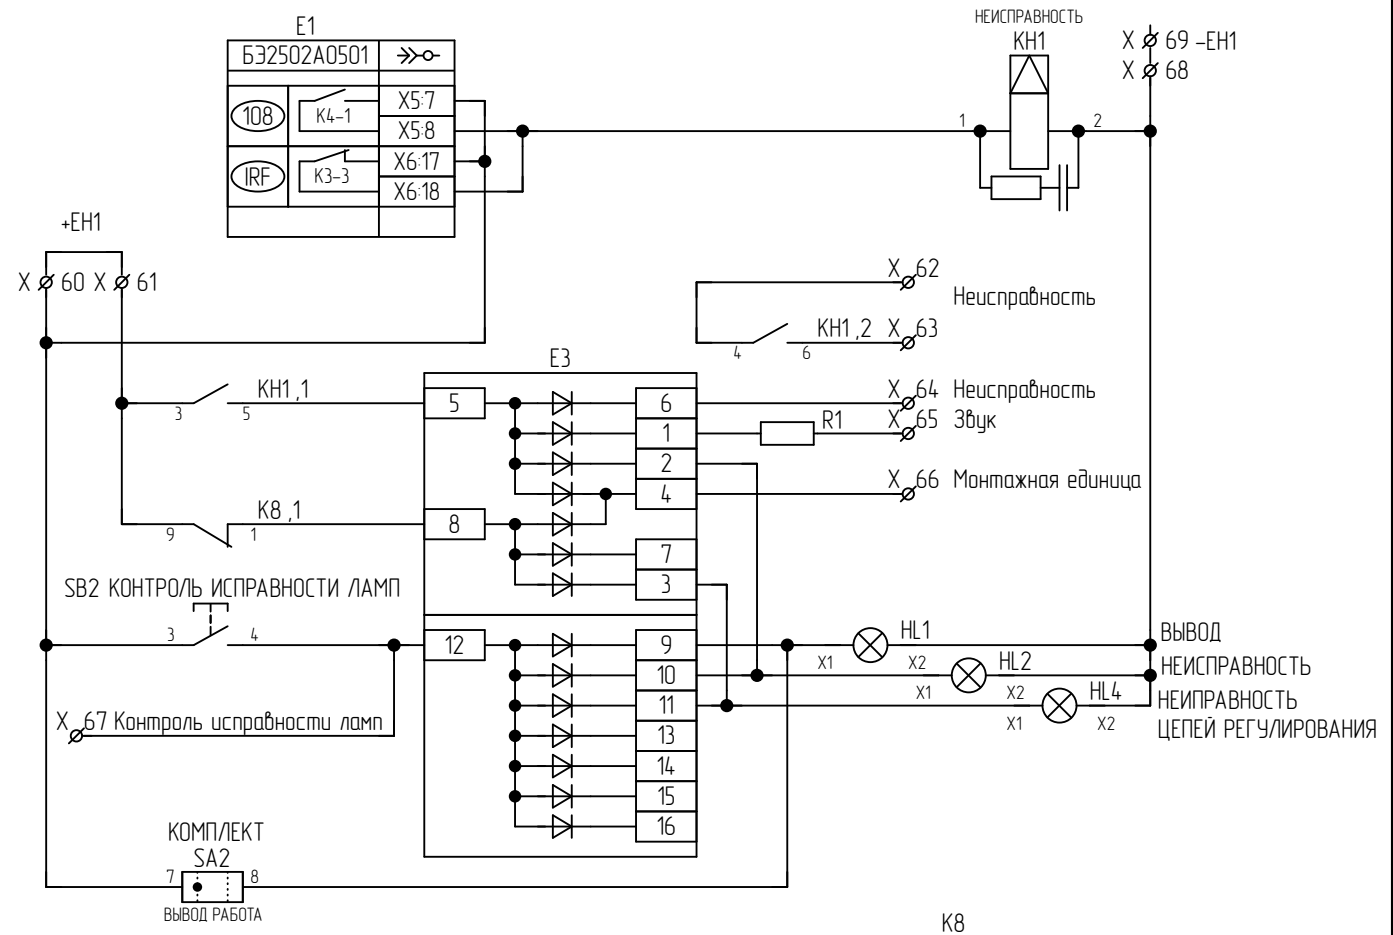 E1
НЕИСПРАВНОСТЬ
KH1
X 69 -EH1
X 68
БЭ2502А0501
108
K4-1
X5:7
X5:8
IRF
K3-3
X6:17
X6:18
1
2
+EH1
X 60 X 61
X 62
Неисправность
4
6
KH1,2 X 63
E3
3
5
KH1,1
5
6
X 64 Неисправность
1
R1
X 65 Звук
2
4
X 66 Монтажная единица
9
1
K8,1
8
7
3
SB2 КОНТРОЛЬ ИСПРАВНОСТИ ЛАМП
3
4
12
9
HL1
ВЫВОД
X1
X2
10
HL2
НЕИСПРАВНОСТЬ
X1
X2
11
HL4
НЕИПРАВНОСТЬ
ЦЕПЕЙ РЕГУЛИРОВАНИЯ
X1
X2
X 67 Контроль исправности ламп
13
14
15
16
КОМПЛЕКТ
SA2
7
8
ВЫВОД РАБОТА
K8